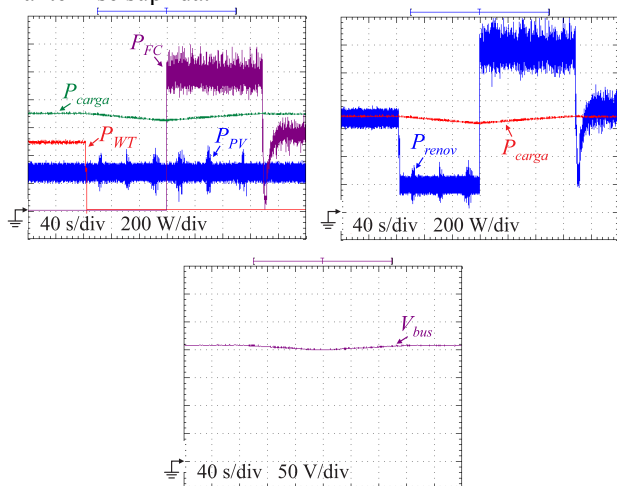 P_FC
P_carga
P_WT
P_PV
40 s/div 200 W/div
P_renov
P_carga
40 s/div 200 W/div
V_bus
40 s/div 50 V/div